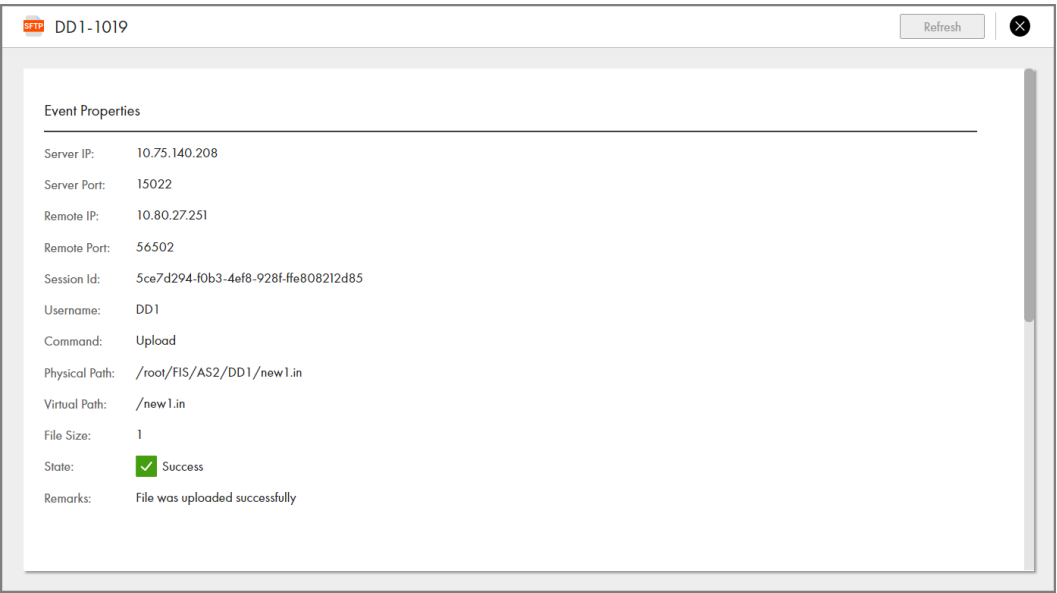 SFTP DD1-1019 Refresh
Event Properties
Server IP: 10.75.140.208
Server Port: 15022
Remote IP: 10.80.27.251
Remote Port: 56502
Session Id: 5ce7d294-f0b3-4ef8-928f-ffe808212d85
Username: DD1
Command: Upload
Physical Path: /root/FIS/AS2/DD1/new1.in
Virtual Path: /new1.in
File Size: 1
State: Success
Remarks: File was uploaded successfully